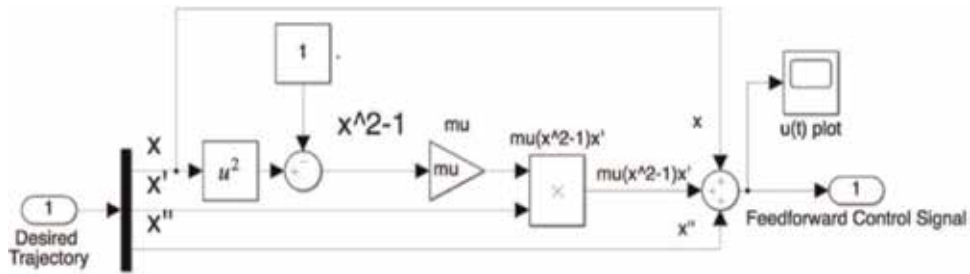 1
x^2-1
mu
x
X
u²
mu
mu(x^2-1)x'
×
mu(x^2-1)x'
u(t) plot
X'
X"
x"
1
Desired
Trajectory
1
Feedforward Control Signal